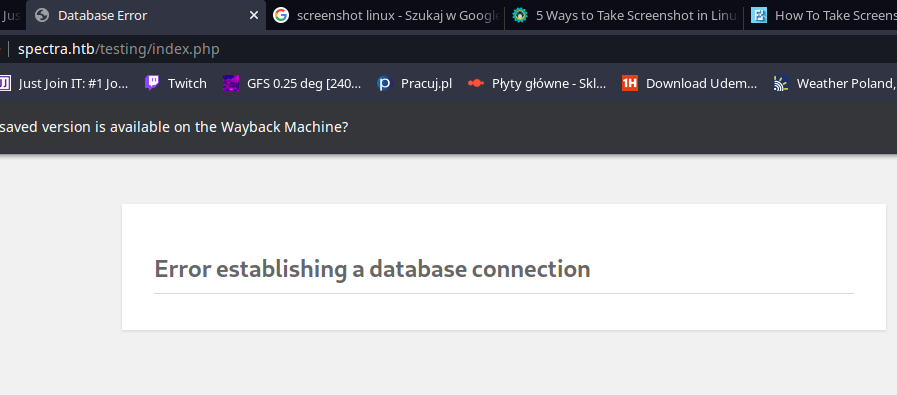 Jus
Database Error
screenshot linux - Szukaj w Google
5 Ways to Take Screenshot in Linu
How To Take Screens
spectra.htb/testing/index.php
Just Join IT: #1 Jo...
Twitch
GFS 0.25 deg [240...
Pracuj.pl
Płyty główne - Skl...
1H
Download Udem...
Weather Poland,
saved version is available on the Wayback Machine?
Error establishing a database connection